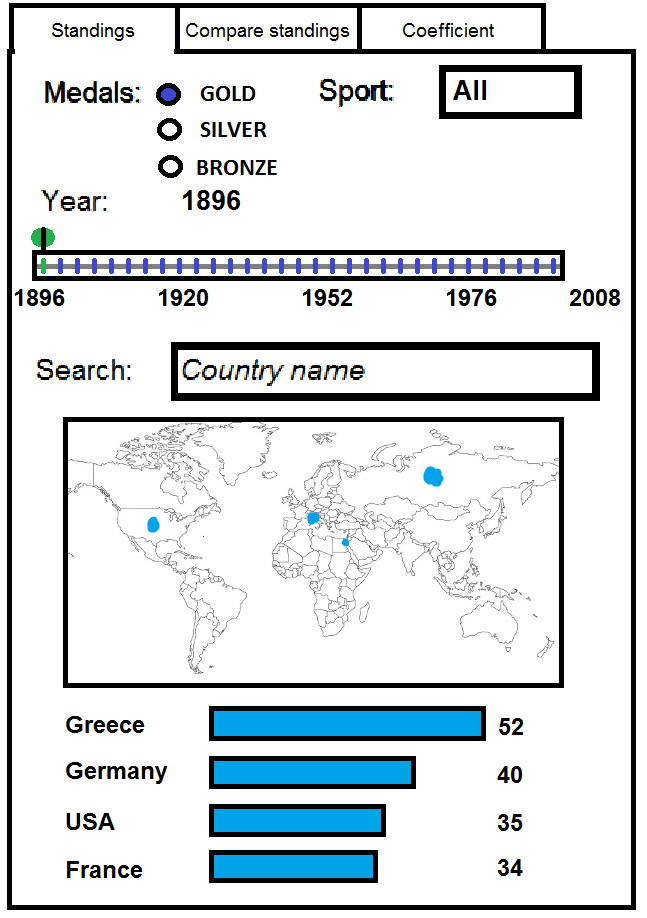 Standings Compare standings Coefficient
Medals: GOLD Sport: All
SILVER
BRONZE
Year: 1896
1896 1920 1952 1976 2008
Search: Country name
Greece 52
Germany 40
USA 35
France 34